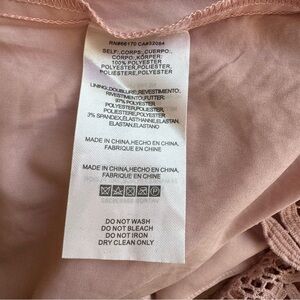 RN#66170 CA#32054
SELF:,CORPS:,CUERPO:,
CORPO:,KÖRPER:
100% POLYESTER
POLYESTER,POLIESTER,
POLIESTERE,POLYESTER
LINING,DOUBLURE,REVESTIMIENTO,
RIVESTIMENTO,FUTTER:
97% POLYESTER
POLYESTER,POLIESTER,
POLIESTERE,POLYESTER
3% SPANDEX,ELASTHANNE,ELASTAN,
ELASTAN,ELASTANO
MADE IN CHINA,HECHO EN CHINA,
FABRIQUE EN CHINE
MADE IN CHINA,HECHO EN CHINA,
FABRIQUE EN CHINE
DO NOT WASH
DO NOT BLEACH
DO NOT IRON
DRY CLEAN ONLY